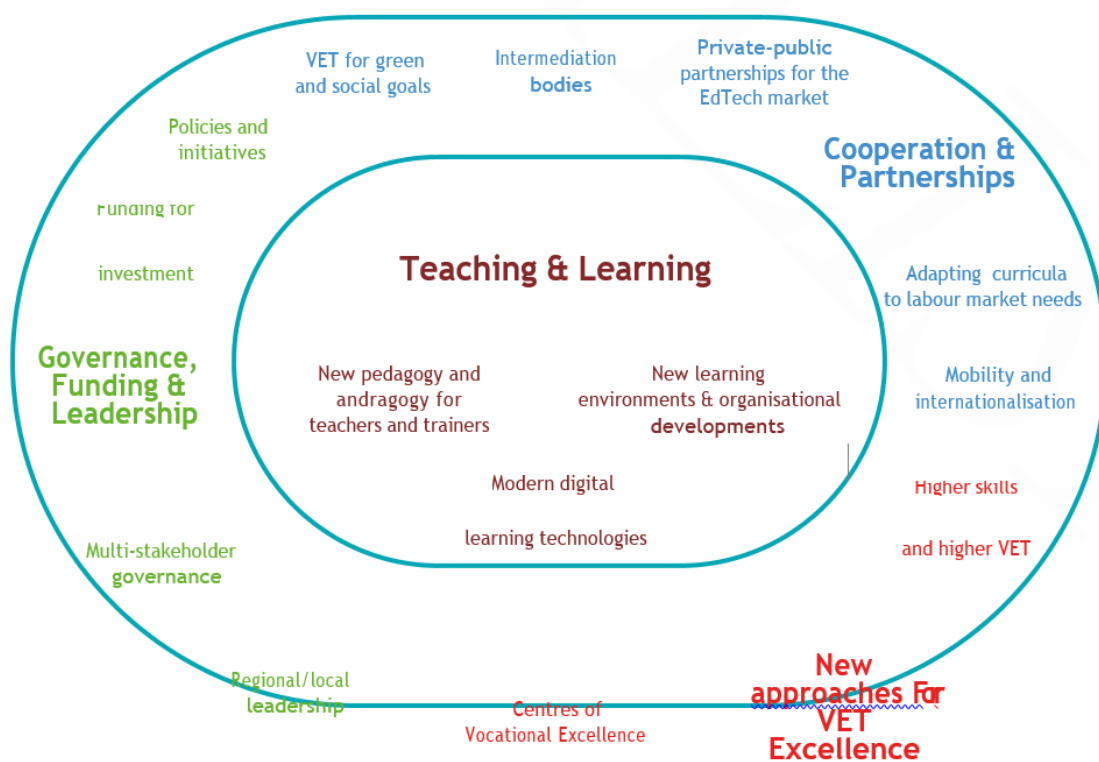 VET for green
and social goals
Intermediation
bodies
Private-public
partnerships for the
EdTech market
Policies and
initiatives
Cooperation &
Partnerships
Funding for
investment
Teaching & Learning
Adapting curricula
to labour market needs
Governance,
Funding &
Leadership
New pedagogy and
andragogy for
teachers and trainers
New learning
environments & organisational
developments
Mobility and
internationalisation
Modern digital
learning technologies
Higher skills
and higher VET
Multi-stakeholder
governance
Regional/local
leadership
Centres of
Vocational Excellence
New
approaches For
VET
Excellence